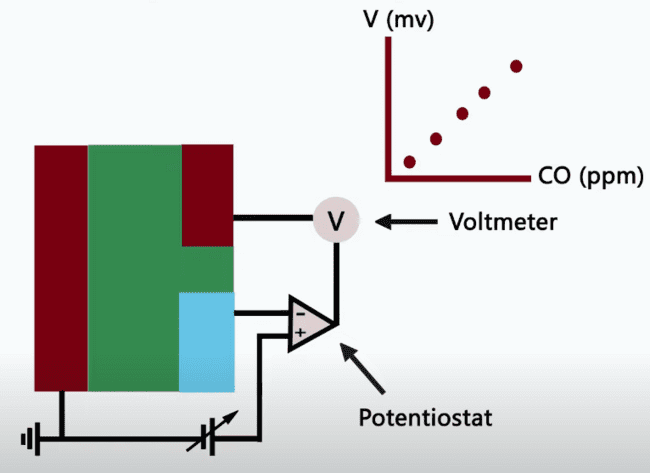 V (mv)
CO (ppm)
V
Voltmeter
-
+
Potentiostat